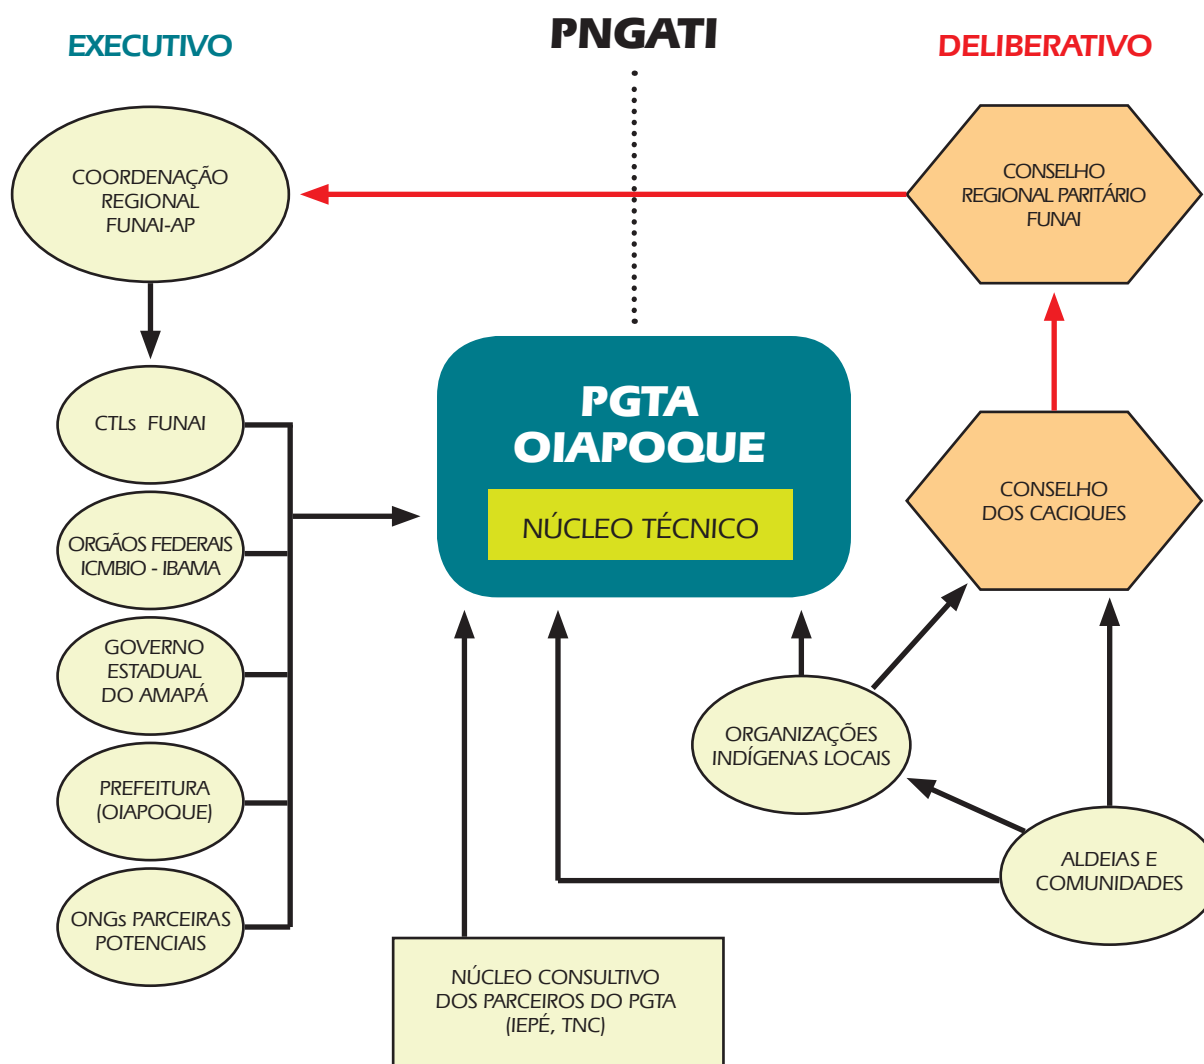 PNGATI
EXECUTIVO
DELIBERATIVO
COORDENAÇÃO
REGIONAL
FUNAI-AP
CONSELHO
REGIONAL PARITÁRIO
FUNAI
CTLs FUNAI
PGTA
OIAPOQUE
NÚCLEO TÉCNICO
CONSELHO
DOS CACIQUES
ORGÃOS FEDERAIS
ICMBIO - IBAMA
GOVERNO
ESTADUAL
DO AMAPÁ
ORGANIZAÇÕES
INDÍGENAS LOCAIS
PREFEITURA
(OIAPOQUE)
ALDEIAS E
COMUNIDADES
ONGs PARCEIRAS
POTENCIAIS
NÚCLEO CONSULTIVO
DOS PARCEIROS DO PGTA
(IEPÉ, TNC)